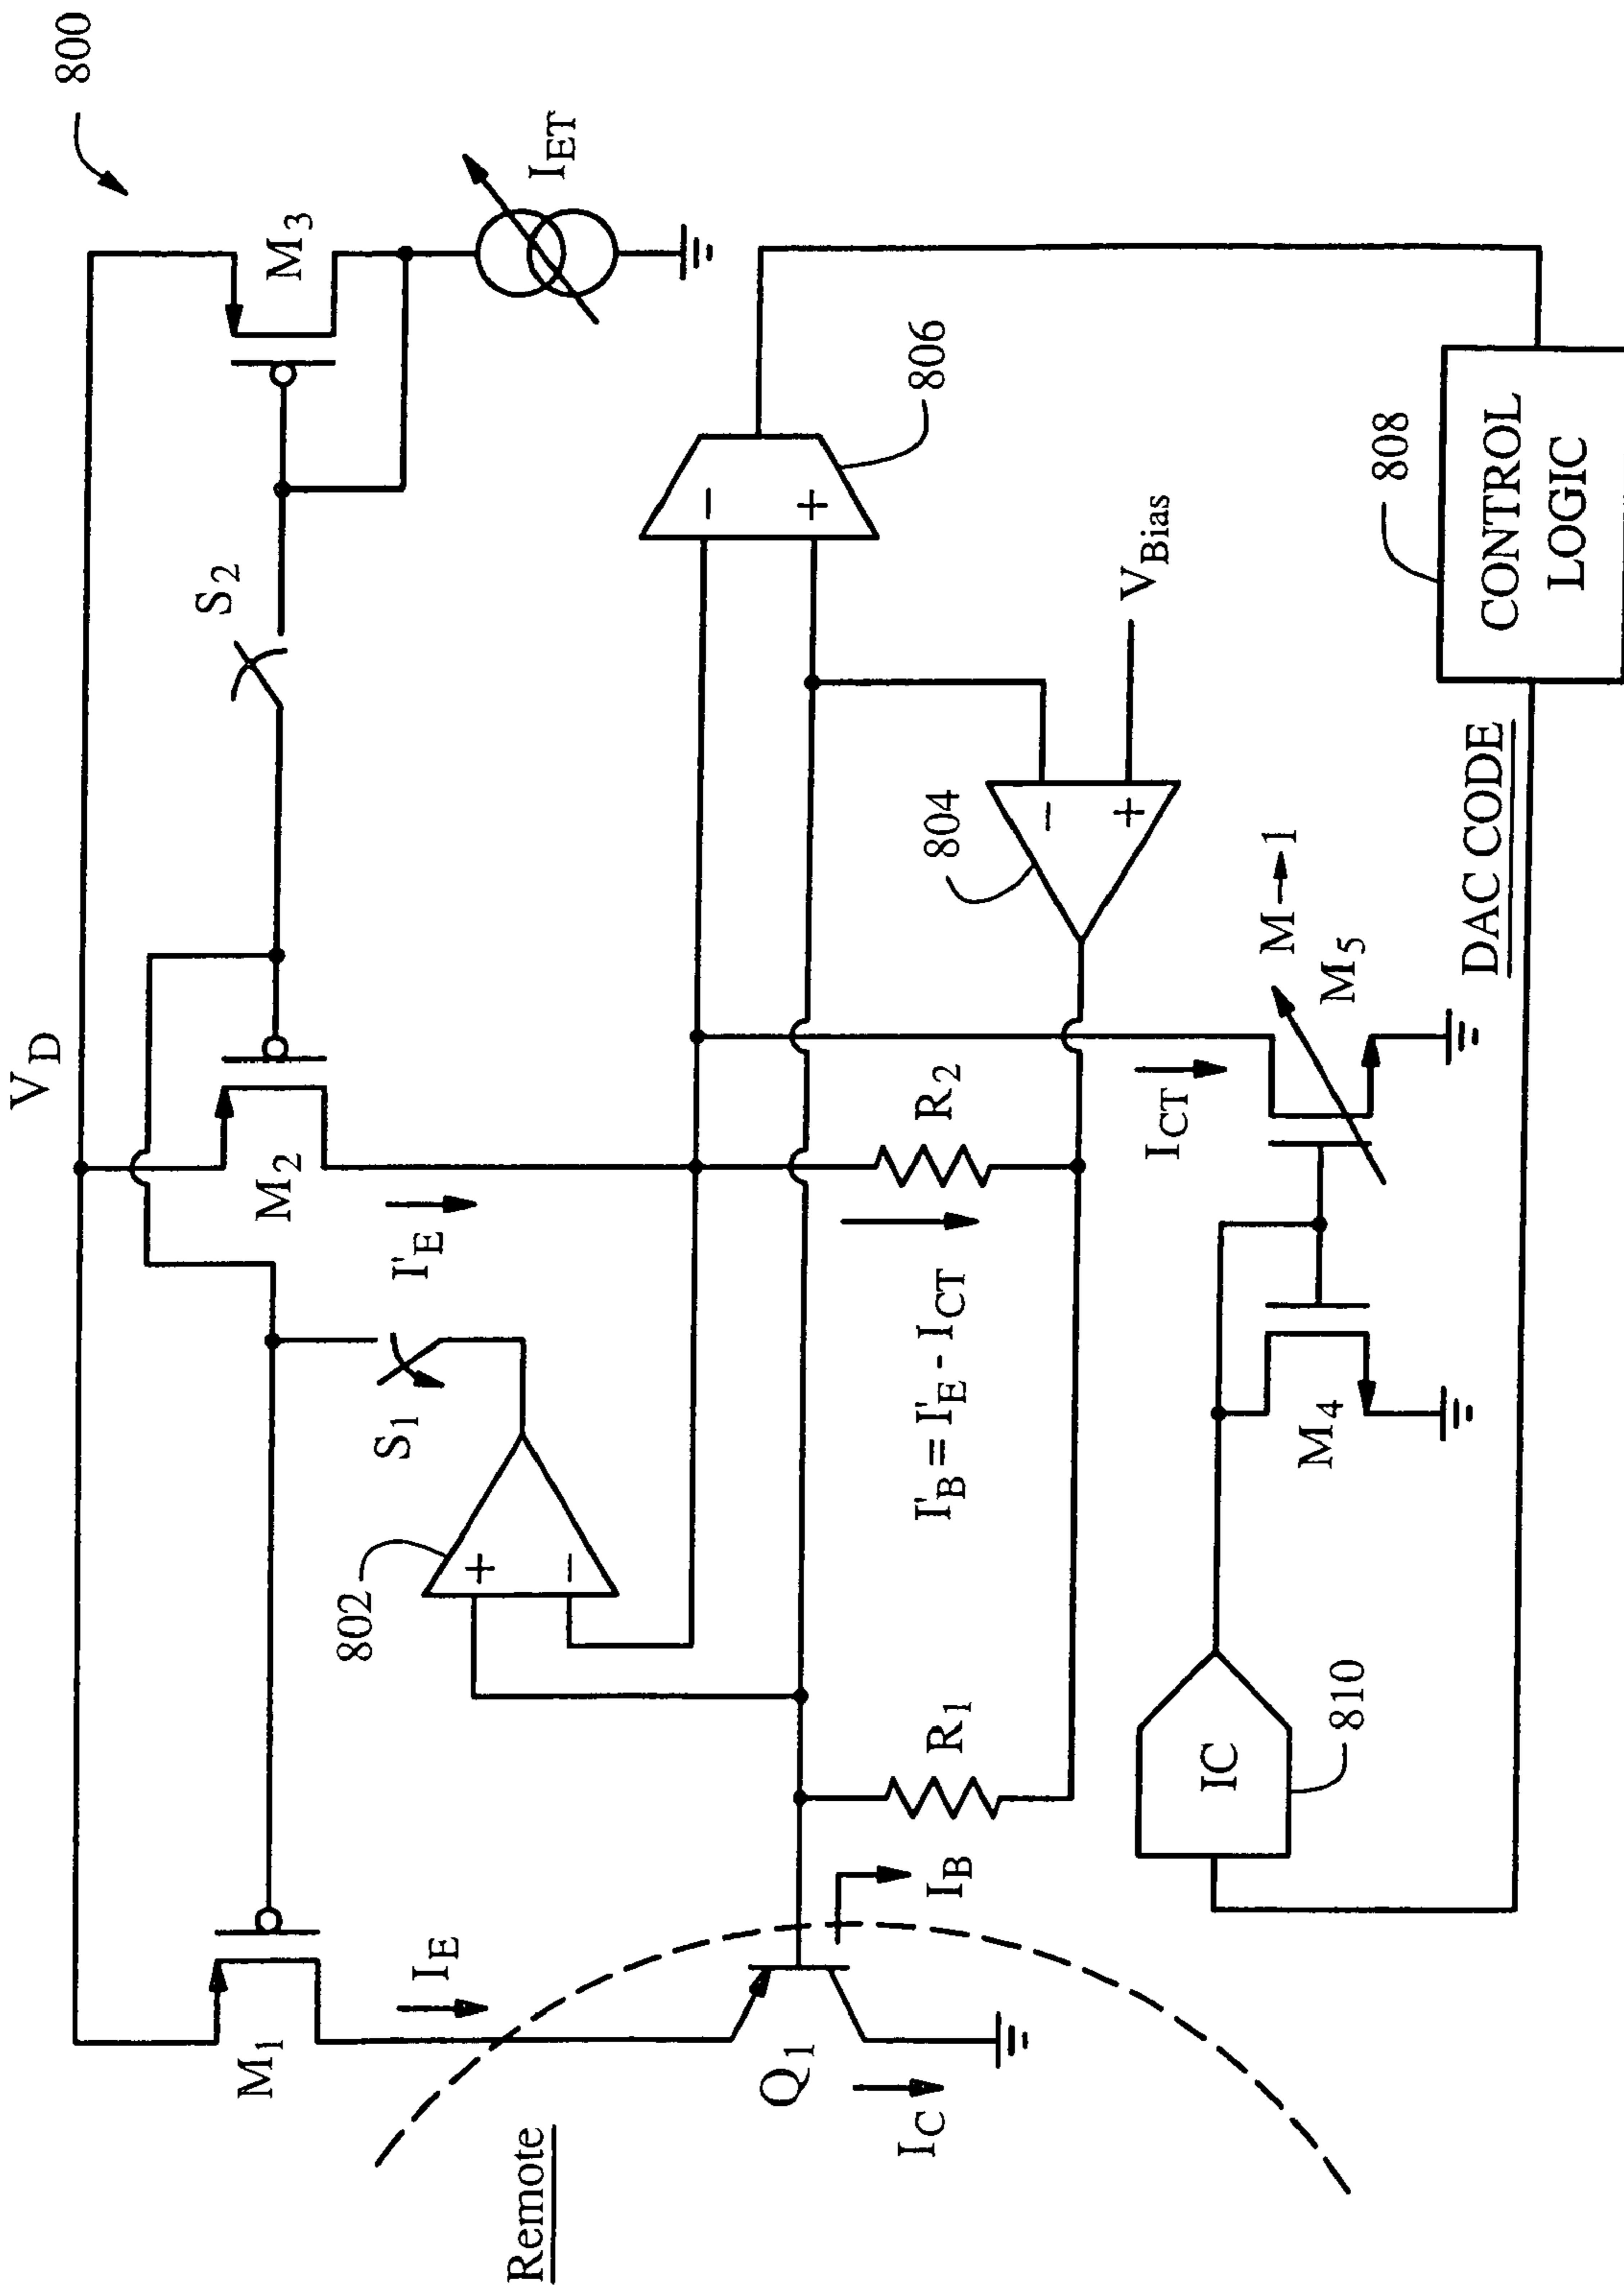 800
V_D
M_1
M_2
M_3
S_2
I_E
I'_E
S_1
I_ET
802
+
−
Remote
Q_1
I_C
I_B
R_1
R_2
I'_B = I'_E - I_CT
804
−
+
V_Bias
806
−
+
I_CT
M→1
M_5
M_4
IC
810
DAC CODE
808
CONTROL
LOGIC